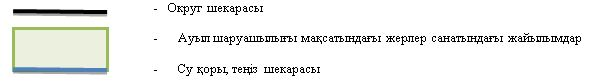 - Округ шекарасы
- Ауыл шаруашылығы мақсатындағы жерлер санатындағы жайылымдар
- Су қоры, теңіз шекарасы